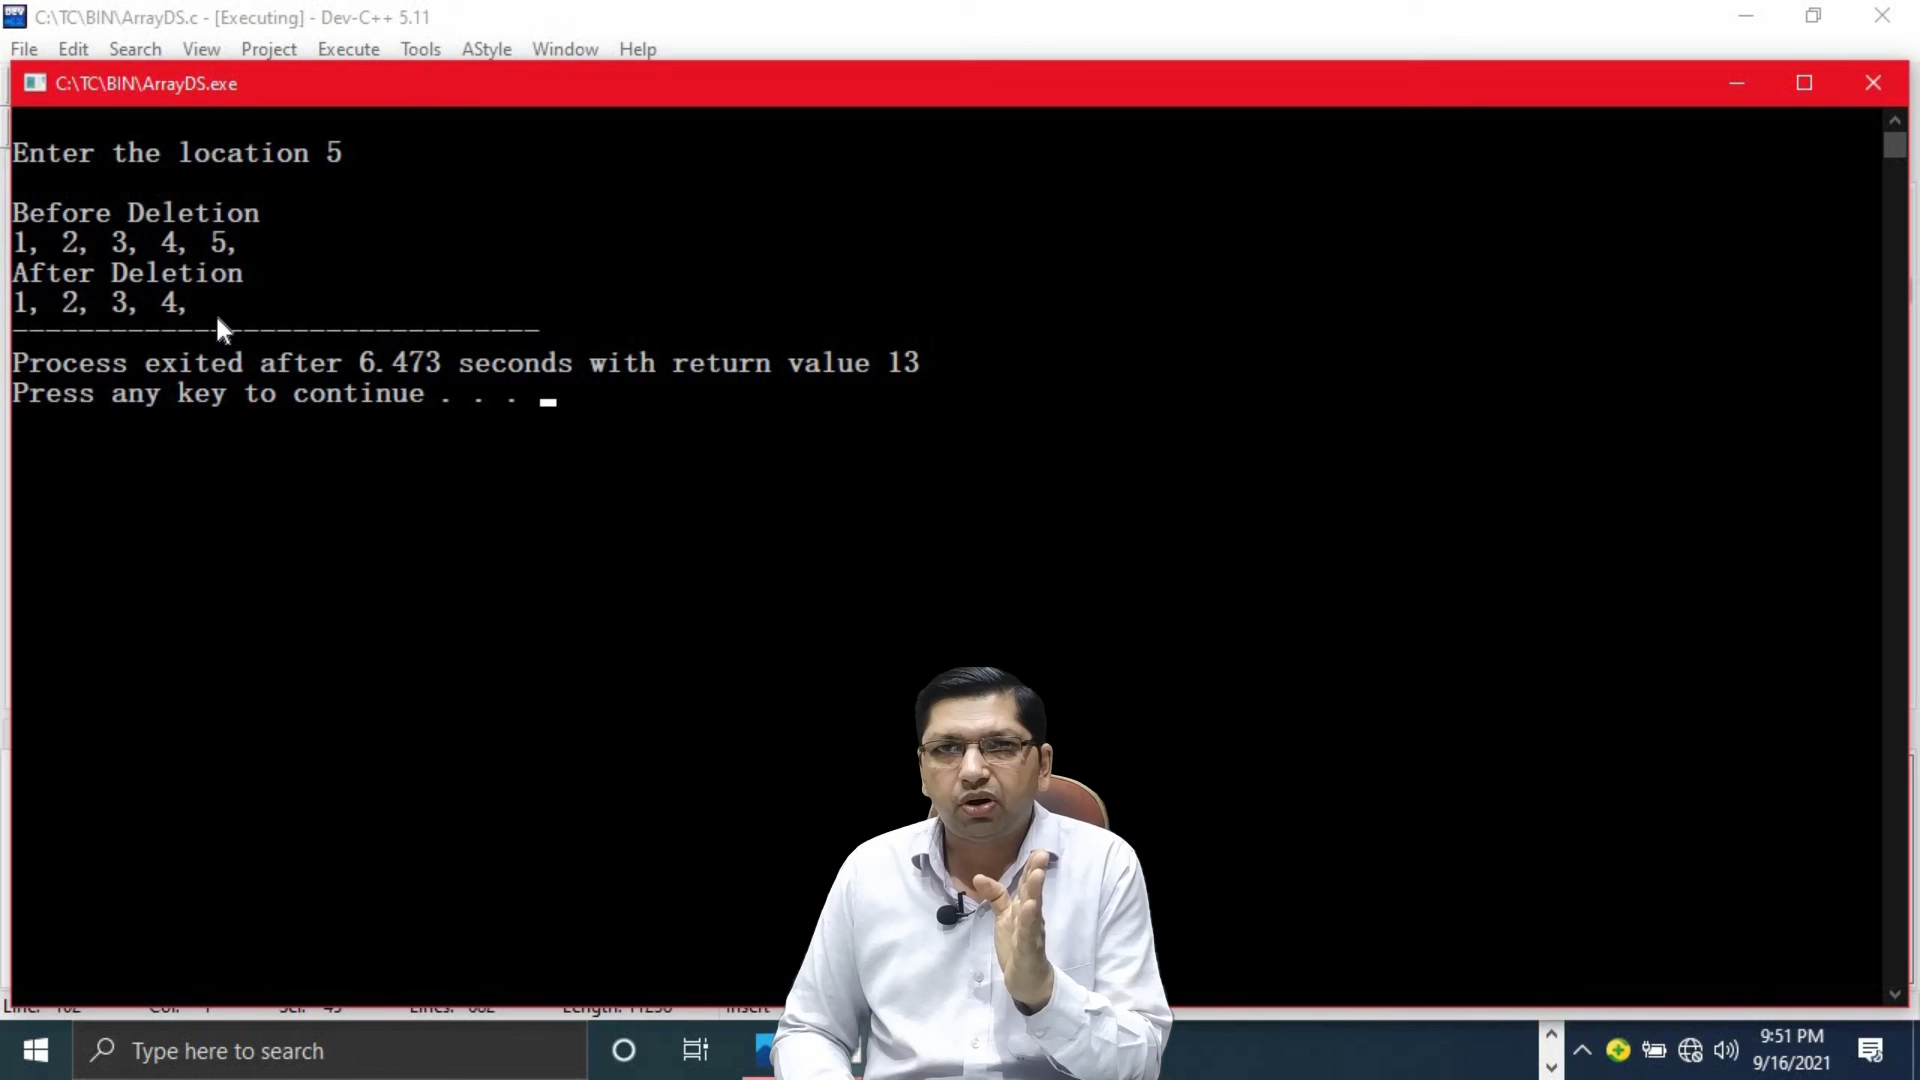 C:\TC\BIN\ArrayDS.c - [Executing] - Dev-C++ 5.11
File Edit Search View Project Execute Tools AStyle Window Help
C:\TC\BIN\ArrayDS.exe
Enter the location 5
Before Deletion
1, 2, 3, 4, 5,
After Deletion
1, 2, 3, 4,
--------------------------------
Process exited after 6.473 seconds with return value 13
Press any key to continue . . .
Type here to search
9:51 PM
9/16/2021